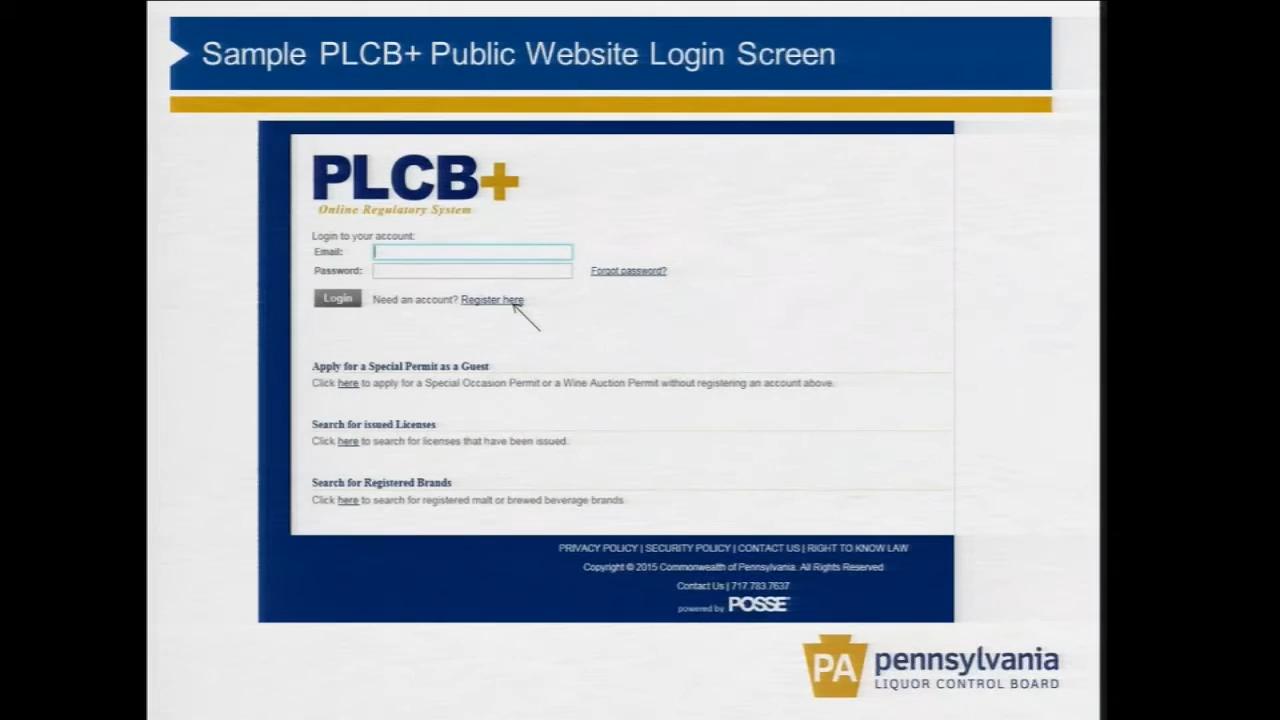 Sample PLCB+ Public Website Login Screen
PLCB+
Online Regulatory System
Login to your account:
Email:
Password:
Forgot password?
Login Need an account? Register here
Apply for a Special Permit as a Guest
Click here to apply for a Special Occasion Permit or a Wine Auction Permit without registering an account above.
Search for issued Licenses
Click here to search for licenses that have been issued.
Search for Registered Brands
Click here to search for registered malt or brewed beverage brands.
PRIVACY POLICY | SECURITY POLICY | CONTACT US | RIGHT TO KNOW LAW
Copyright © 2015 Commonwealth of Pennsylvania. All Rights Reserved
Contact Us | 717.783.7637
powered by POSSE
PA pennsylvania
LIQUOR CONTROL BOARD